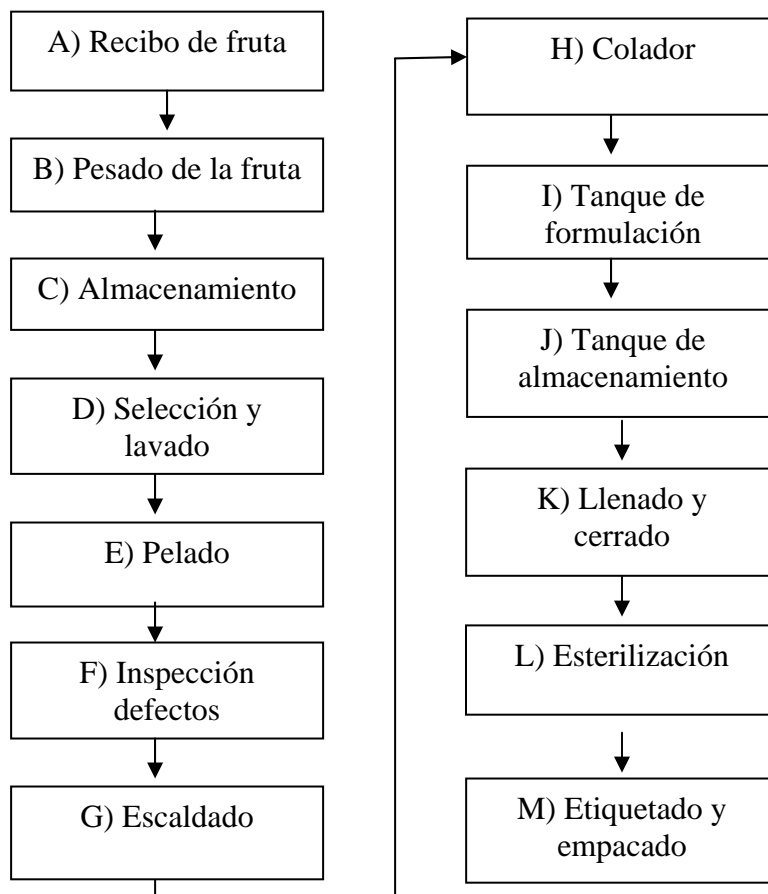 A) Recibo de fruta
B) Pesado de la fruta
C) Almacenamiento
D) Selección y
lavado
E) Pelado
F) Inspección
defectos
G) Escaldado
H) Colador
I) Tanque de
formulación
J) Tanque de
almacenamiento
K) Llenado y
cerrado
L) Esterilización
M) Etiquetado y
empacado